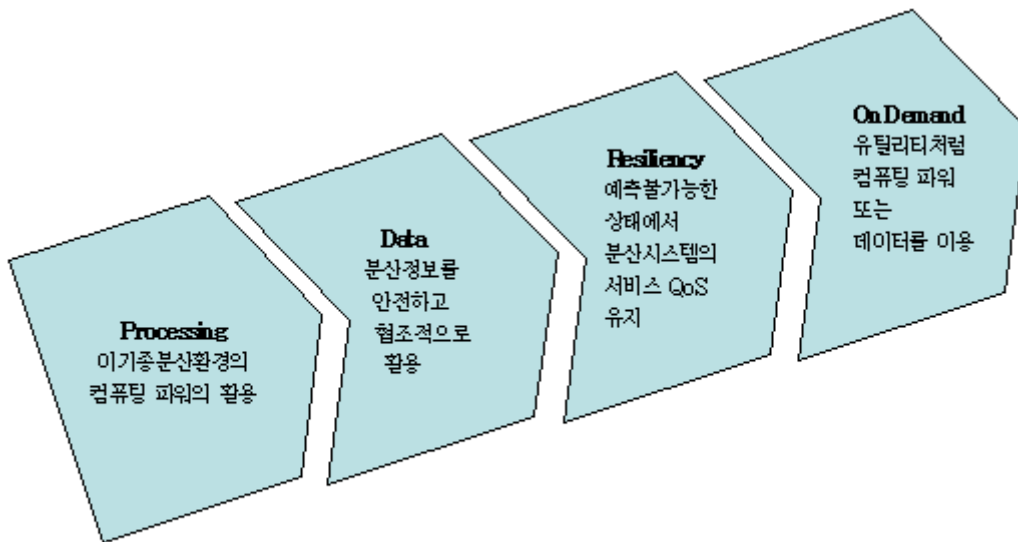 Processing
이기종분산환경의
컴퓨팅 파워의 활용
Data
분산정보를
안전하고
협조적으로
활용
Resiliency
예측불가능한
상태에서
분산시스템의
서비스 QoS
유지
On Demand
유틸리티처럼
컴퓨팅 파워
또는
데이터를 이용